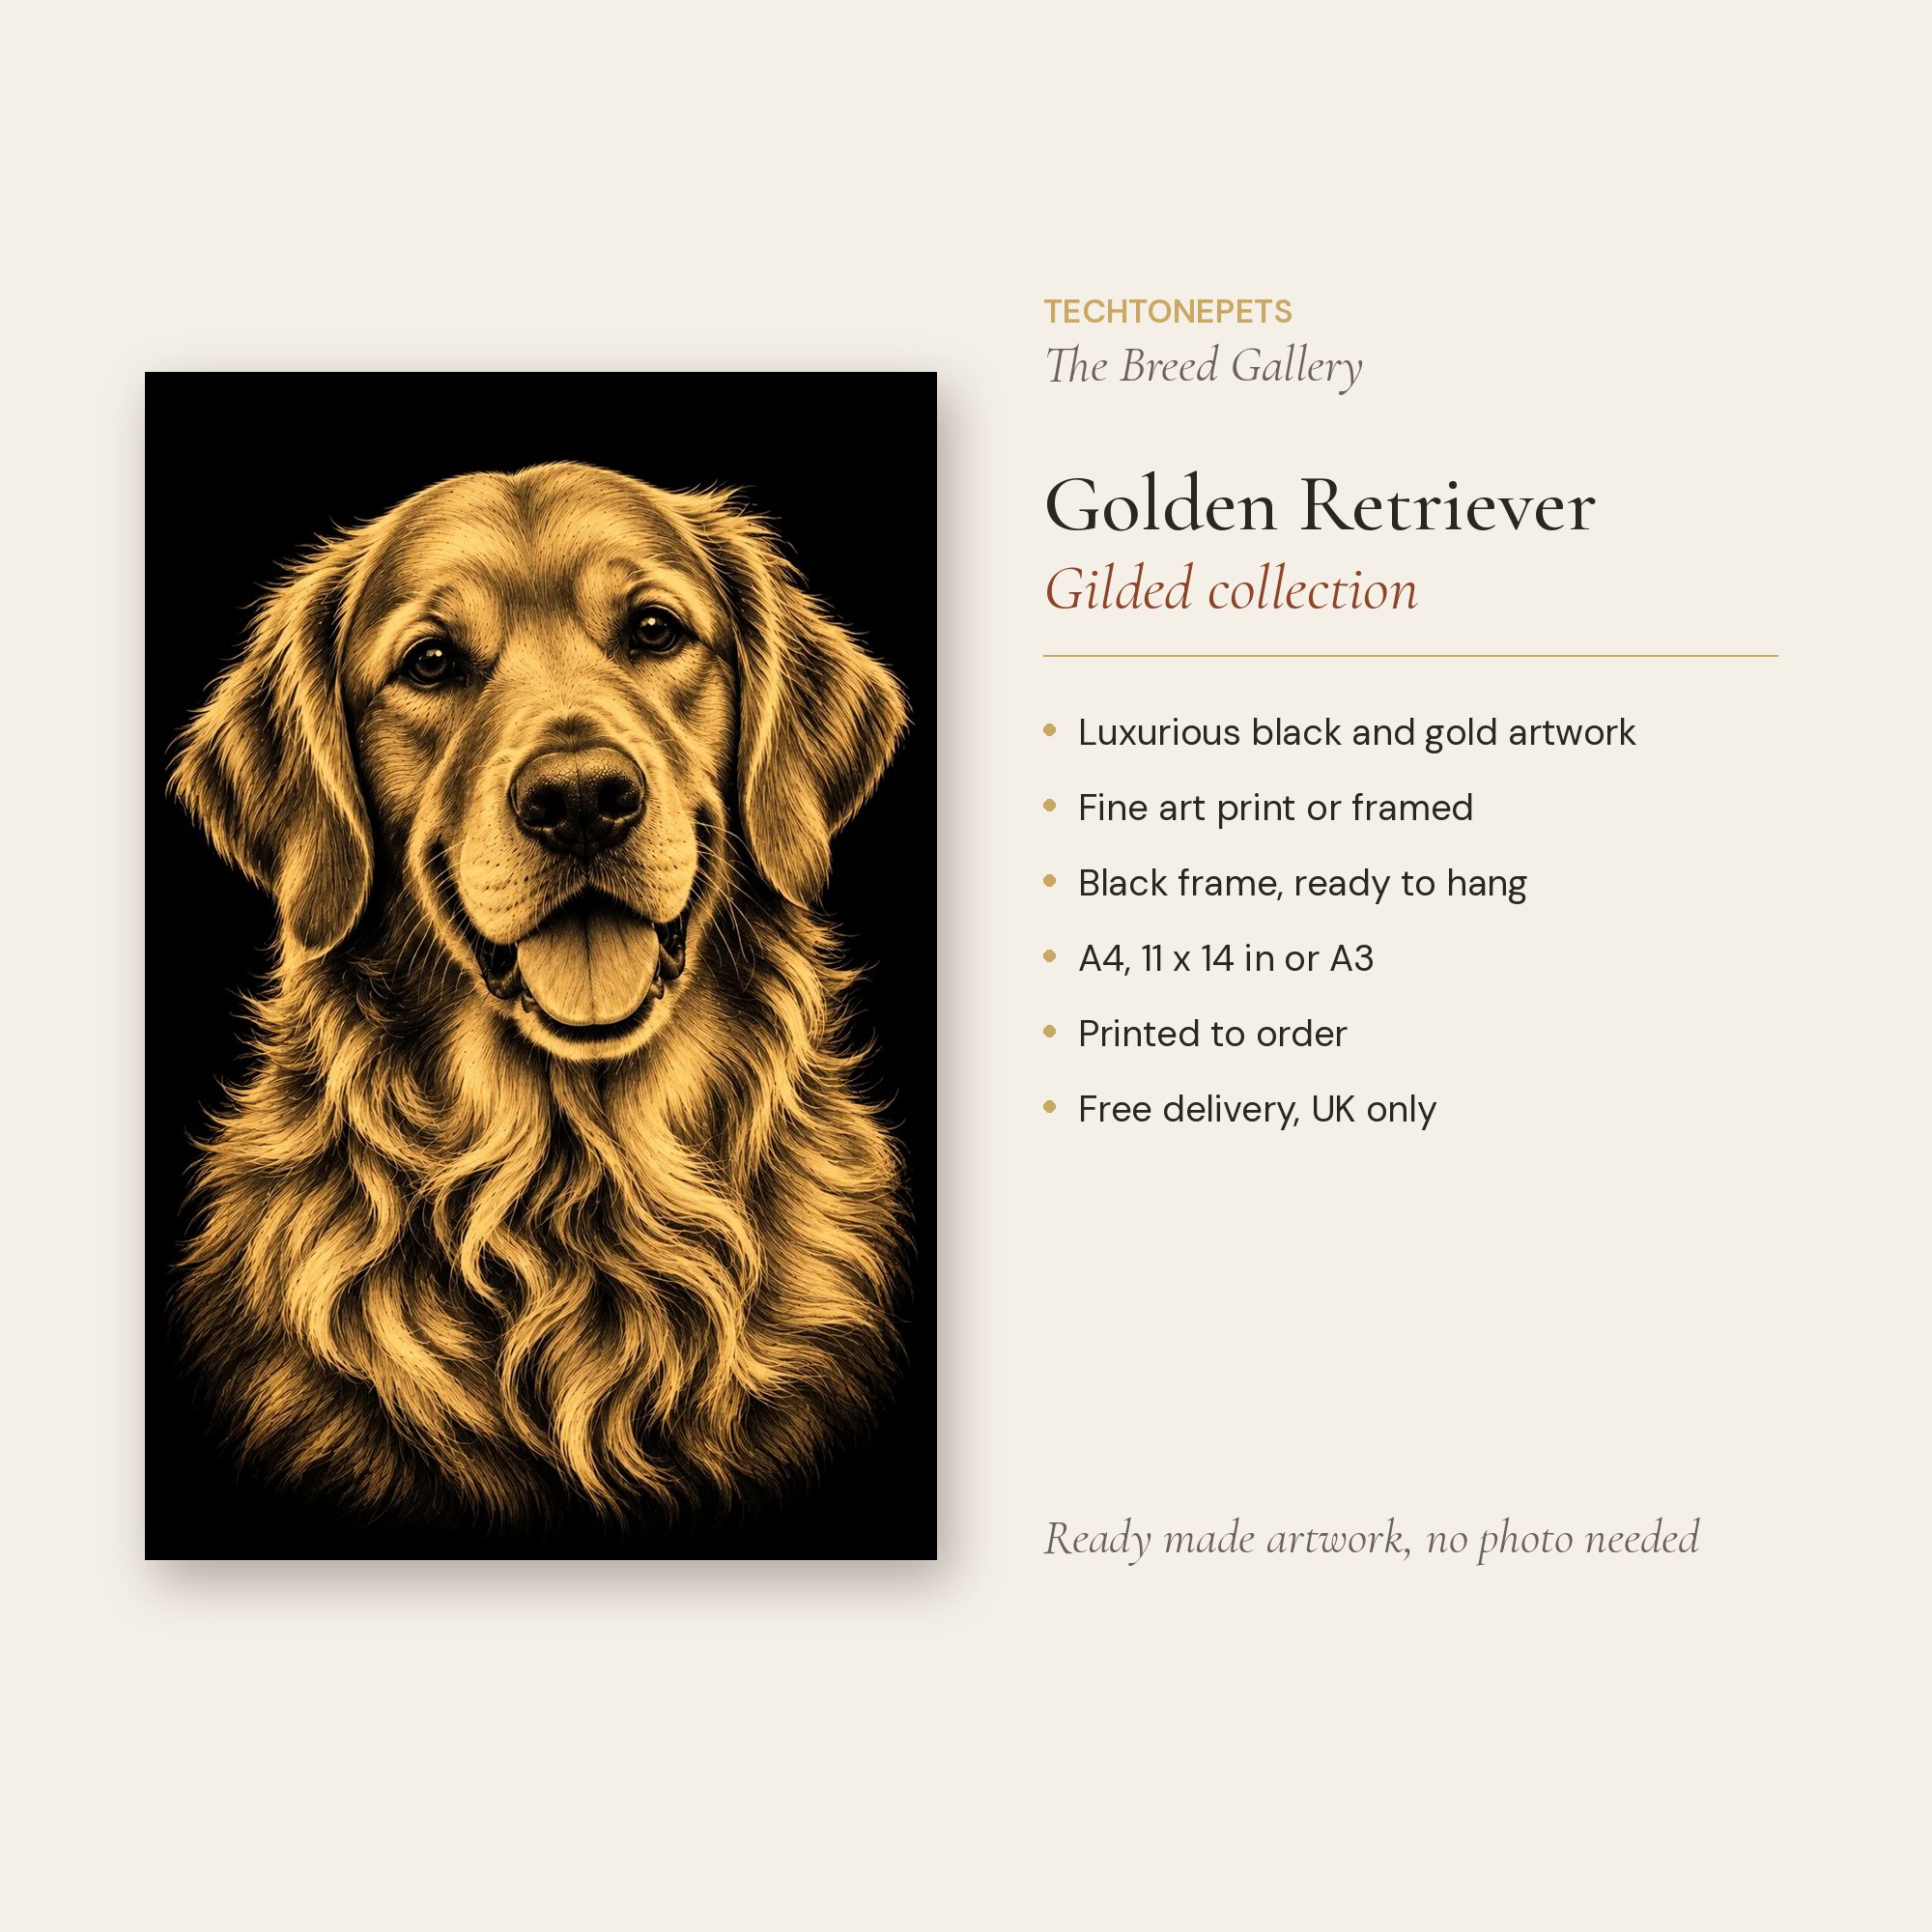 TECHTONEPETS
The Breed Gallery
Golden Retriever
Gilded collection
Luxurious black and gold artwork
Fine art print or framed
Black frame, ready to hang
A4, 11 x 14 in or A3
Printed to order
Free delivery, UK only
Ready made artwork, no photo needed